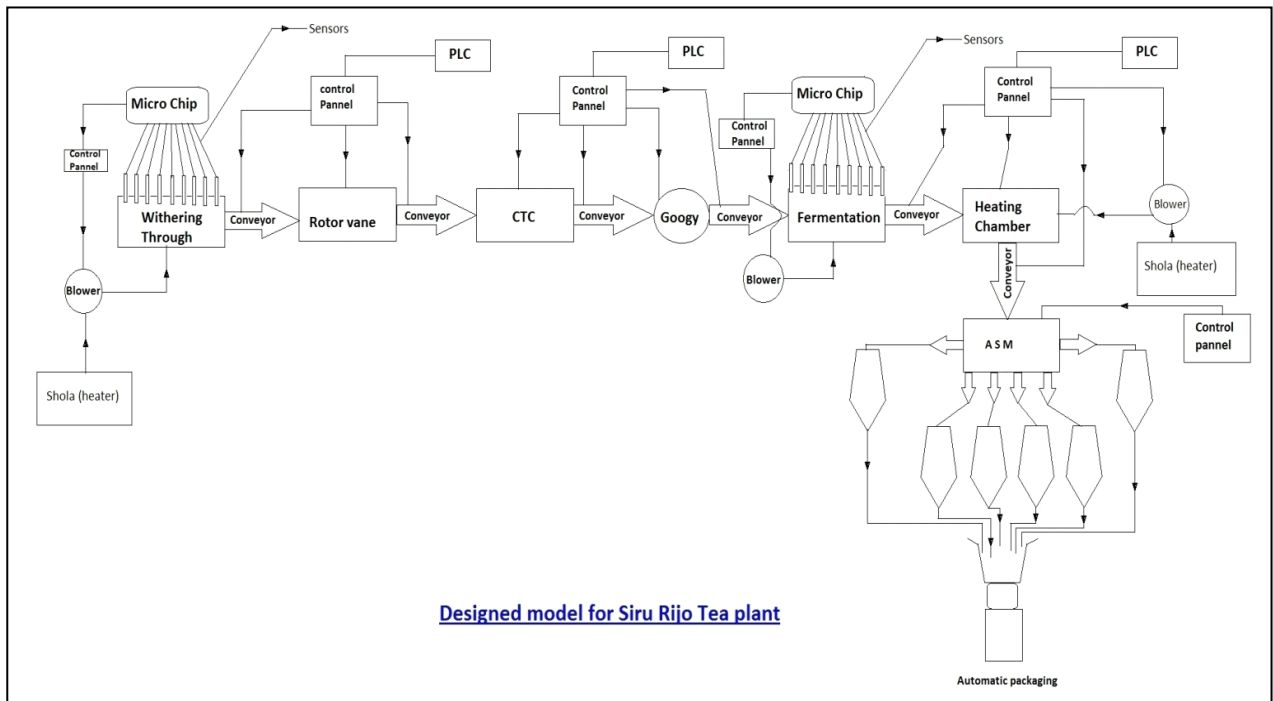 Sensors
PLC
PLC
Sensors
PLC
Micro Chip
control
Pannel
Control
Pannel
Micro Chip
Control
Pannel
Control
Pannel
Control
Pannel
Withering
Through
Conveyor
Rotor vane
Conveyor
CTC
Conveyor
Googy
Conveyor
Fermentation
Conveyor
Heating
Chamber
Blower
Conveyor
Shola (heater)
Blower
Blower
Control
pannel
A S M
Shola (heater)
Designed model for Siru Rijo Tea plant
Automatic packaging